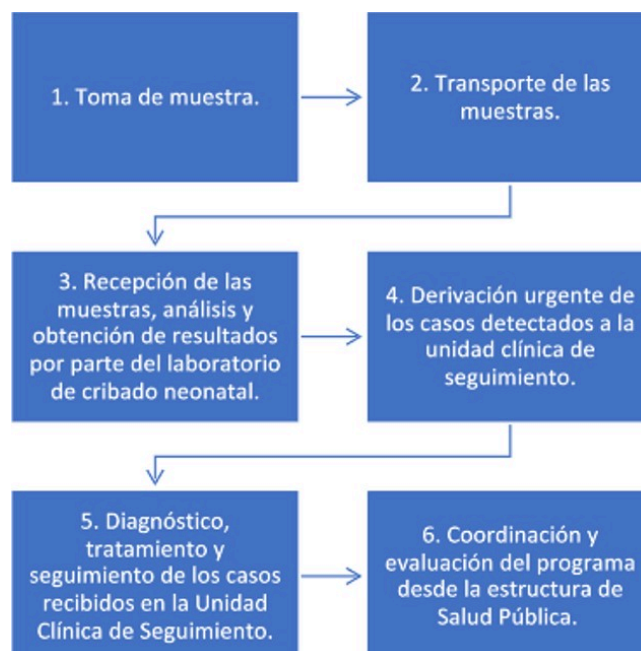 1. Toma de muestra.
2. Transporte de las
muestras.
3. Recepción de las
muestras, análisis y
obtención de resultados
por parte del laboratorio
de cribado neonatal.
4. Derivación urgente de
los casos detectados a la
unidad clínica de
seguimiento.
5. Diagnóstico,
tratamiento y
seguimiento de los casos
recibidos en la Unidad
Clínica de Seguimiento.
6. Coordinación y
evaluación del programa
desde la estructura de
Salud Pública.